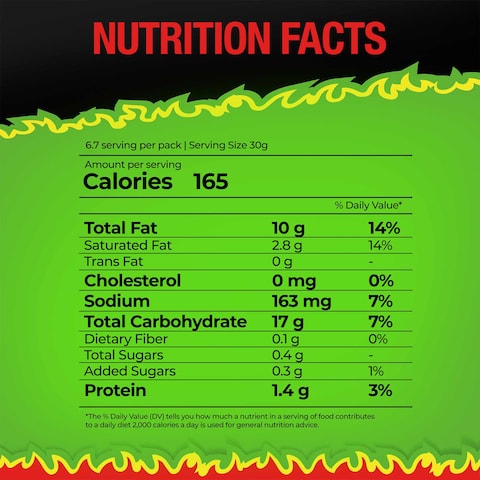 NUTRITION FACTS
6.7 serving per pack | Serving Size 30g
Amount per serving
Calories 165
% Daily Value*
Total Fat 10 g 14%
Saturated Fat 2.8 g 14%
Trans Fat 0 g -
Cholesterol 0 mg 0%
Sodium 163 mg 7%
Total Carbohydrate 17 g 7%
Dietary Fiber 0.1 g 0%
Total Sugars 0.4 g -
Added Sugars 0.3 g 1%
Protein 1.4 g 3%
*The % Daily Value (DV) tells you how much a nutrient in a serving of food contributes
to a daily diet 2,000 calories a day is used for general nutrition advice.